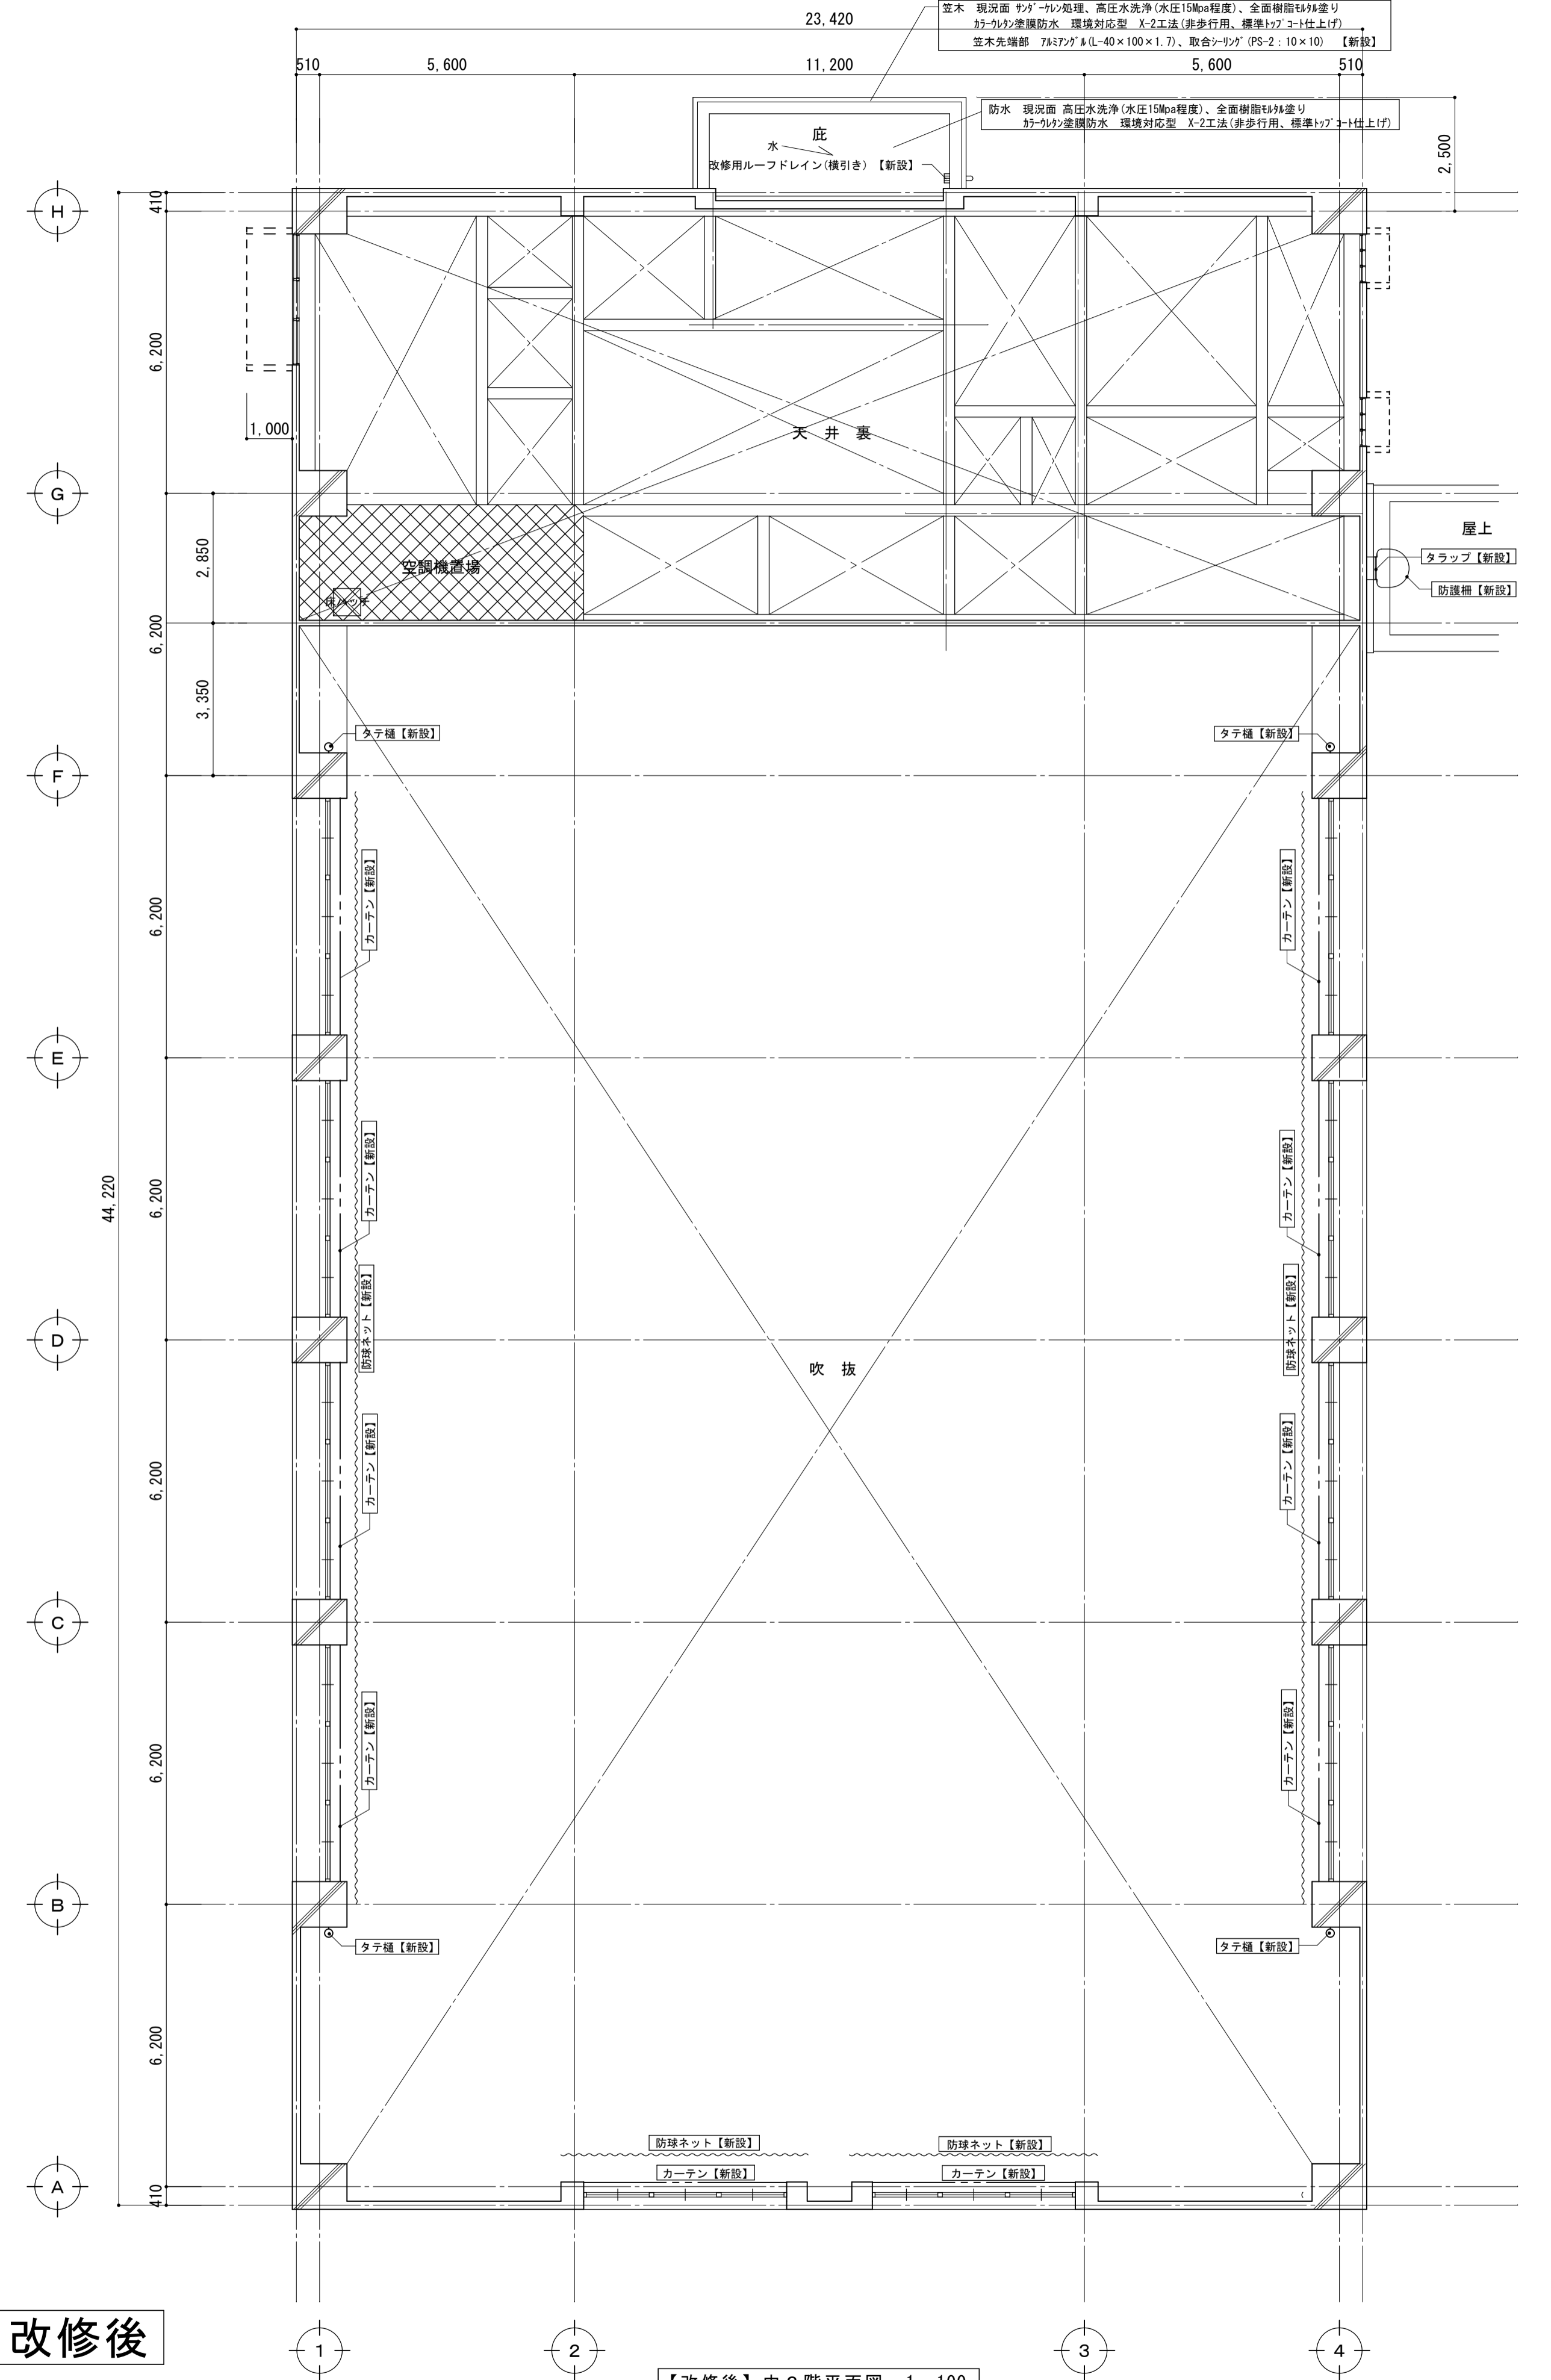 笠木　現況面 ｻﾝﾀﾞｰｹﾚﾝ処理、高圧水洗浄(水圧15Mpa程度)、全面樹脂ﾓﾙﾀﾙ塗り
ｶﾗｰｳﾚﾀﾝ塗膜防水　環境対応型　X-2工法(非歩行用、標準ﾄｯﾌﾟｺｰﾄ仕上げ)
笠木先端部　ｱﾙﾐｱﾝｸﾞﾙ(L-40×100×1.7)、取合ｼｰﾘﾝｸﾞ(PS-2：10×10)　【新設】
23,420
510
5,600
11,200
5,600
510
防水　現況面 高圧水洗浄(水圧15Mpa程度)、全面樹脂ﾓﾙﾀﾙ塗り
ｶﾗｰｳﾚﾀﾝ塗膜防水　環境対応型　X-2工法(非歩行用、標準ﾄｯﾌﾟｺｰﾄ仕上げ)
庇
水
改修用ルーフドレイン(横引き)【新設】
2,500
H
410
6,200
1,000
天井裏
G
2,850
空調機置場
床ハッチ
屋上
タラップ【新設】
防護柵【新設】
6,200
3,350
タテ樋【新設】
タテ樋【新設】
F
カーテン【新設】
カーテン【新設】
6,200
E
カーテン【新設】
カーテン【新設】
44,220
6,200
防球ネット【新設】
防球ネット【新設】
D
吹抜
カーテン【新設】
カーテン【新設】
6,200
C
カーテン【新設】
カーテン【新設】
6,200
B
タテ樋【新設】
タテ樋【新設】
6,200
防球ネット【新設】
防球ネット【新設】
カーテン【新設】
カーテン【新設】
A
410
改修後
1
2
3
4
【改修後】中2階平面図　1:100